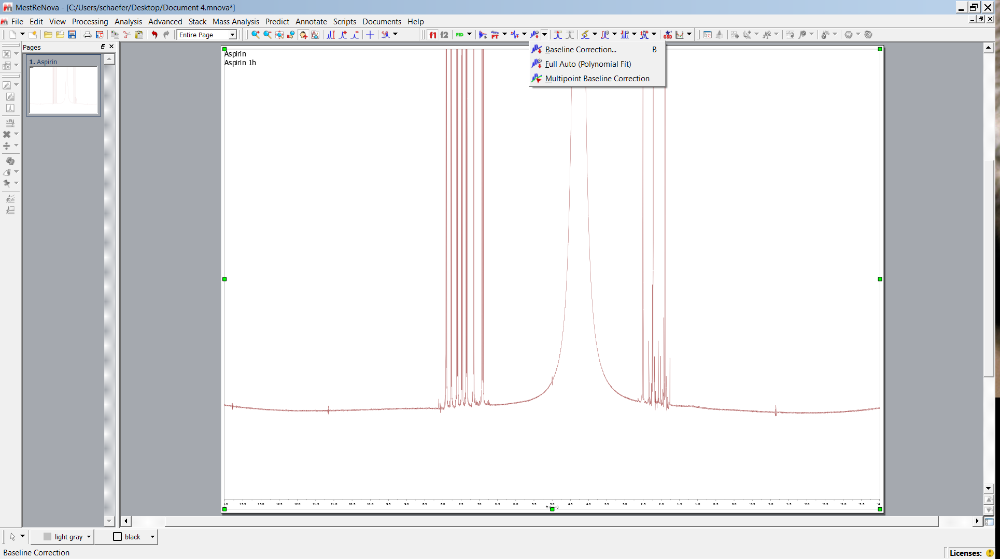 MestReNova - [C:/Users/schaefer/Desktop/Document 4.mnova*]
File Edit View Processing Analysis Advanced Stack Mass Analysis Predict Annotate Scripts Documents Help
Entire Page f1 f2 FID FT GSD
Pages
1. Aspirin
Aspirin
Aspirin 1h
Baseline Correction... B
Full Auto (Polynomial Fit)
Multipoint Baseline Correction
13.5 13.0 12.5 12.0 11.5 11.0 10.5 10.0 9.5 9.0 8.5 8.0 7.5 7.0 6.5 6.0 5.5 5.0 4.5 4.0 3.5 3.0 2.5 2.0 1.5 1.0 0.5 0.0 -0.5 -1.0 -1.5 -2.0 -2.5 -3.0 -3.5
light gray black
Baseline Correction
Licenses: